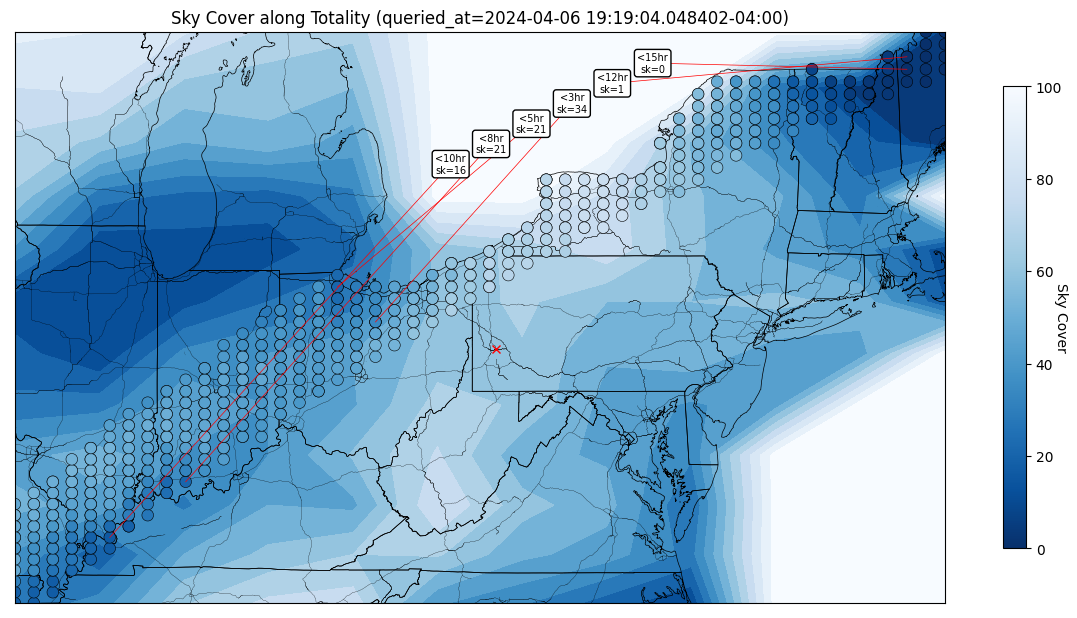 Sky Cover along Totality (queried_at=2024-04-06 19:19:04.048402-04:00)
<15hr
sk=0
<12hr
sk=1
<3hr
sk=34
<5hr
sk=21
<8hr
sk=21
<10hr
sk=16
100
80
60
40
20
0
Sky Cover